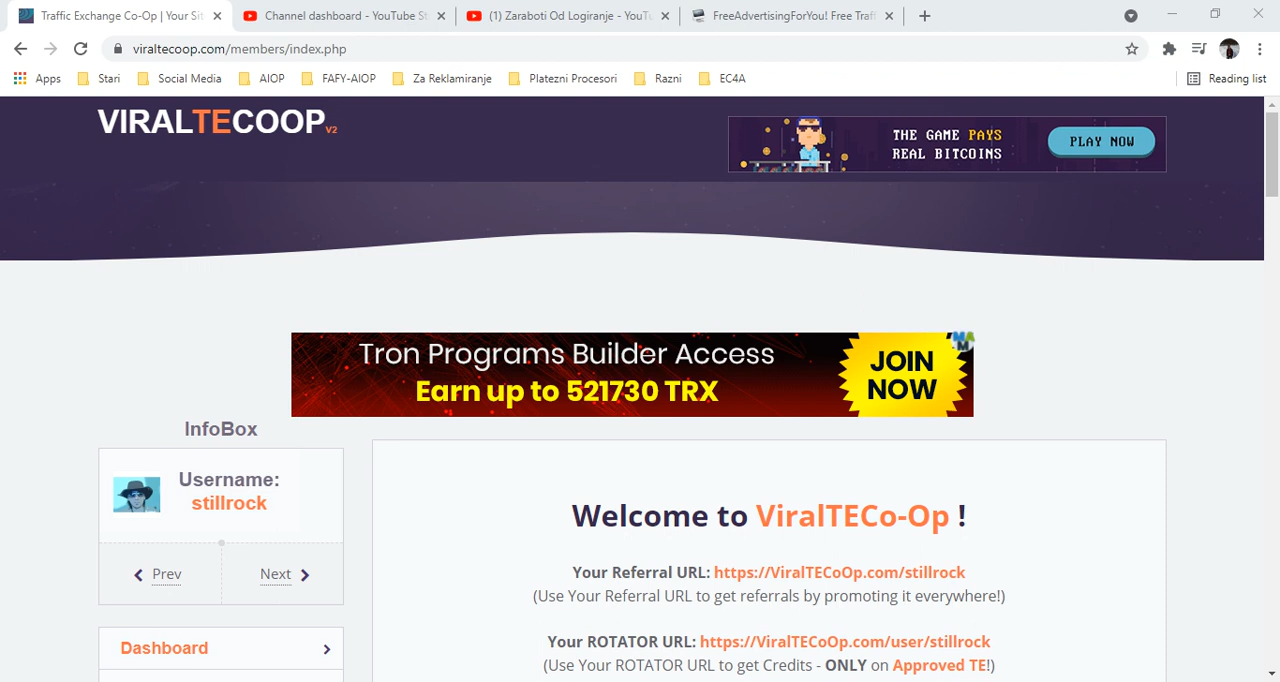 Traffic Exchange Co-Op | Your Sit
Channel dashboard - YouTube St
(1) Zaraboti Od Logiranje - YouTu
FreeAdvertisingForYou! Free Traff
viraltecoop.com/members/index.php
Apps
Stari
Social Media
AIOP
FAFY-AIOP
Za Reklamiranje
Platezni Procesori
Razni
EC4A
Reading list
VIRALTECOOP V2
THE GAME PAYS
REAL BITCOINS
PLAY NOW
Tron Programs Builder Access
Earn up to 521730 TRX
JOIN
NOW
InfoBox
Username:
stillrock
Prev
Next
Dashboard
Welcome to ViralTECo-Op !
Your Referral URL: https://ViralTECoOp.com/stillrock
(Use Your Referral URL to get referrals by promoting it everywhere!)
Your ROTATOR URL: https://ViralTECoOp.com/user/stillrock
(Use Your ROTATOR URL to get Credits - ONLY on Approved TE!)